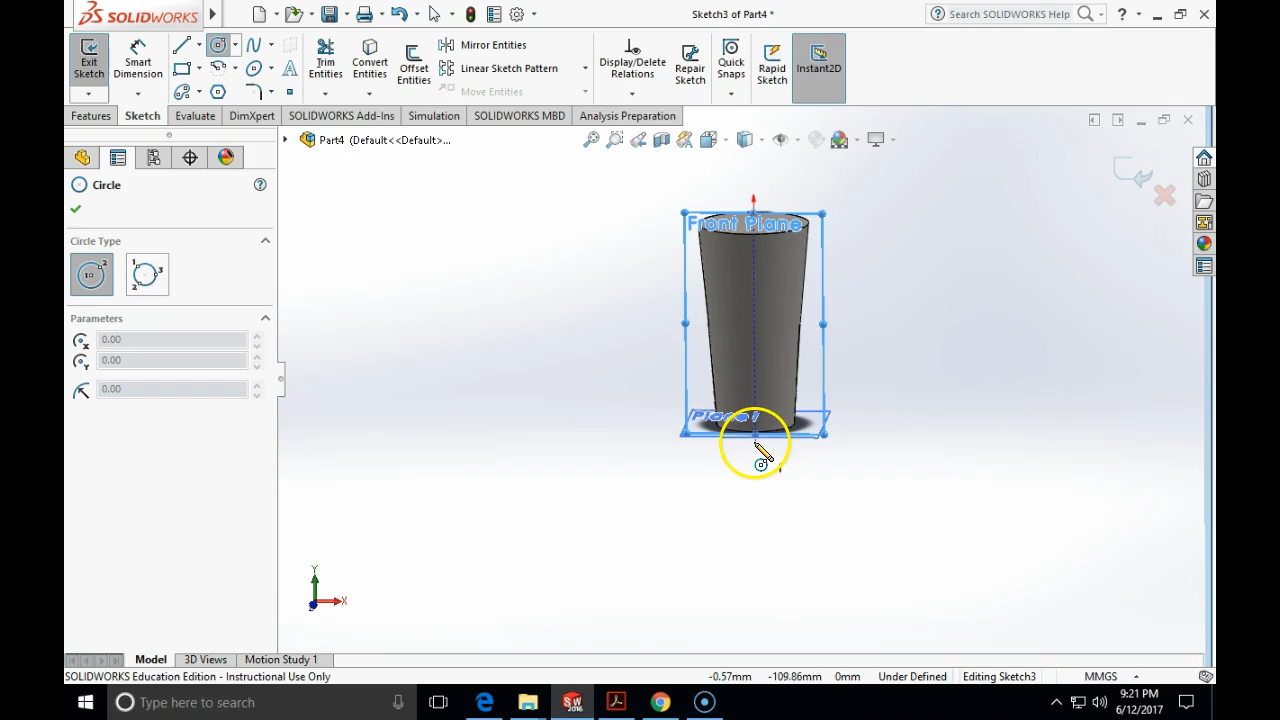 SOLIDWORKS
Sketch3 of Part4 *
Search SOLIDWORKS Help
?
Exit Sketch
Smart Dimension
Trim Entities
Convert Entities
Offset Entities
Mirror Entities
Linear Sketch Pattern
Move Entities
Display/Delete Relations
Repair Sketch
Quick Snaps
Rapid Sketch
Instant2D
Features
Sketch
Evaluate
DimXpert
SOLIDWORKS Add-Ins
Simulation
SOLIDWORKS MBD
Analysis Preparation
Part4 (Default<<Default>...
Circle
Circle Type
Parameters
0.00
0.00
0.00
Front Plane
Plane1
Y
X
Z
Model
3D Views
Motion Study 1
SOLIDWORKS Education Edition - Instructional Use Only
-0.57mm
-109.86mm
0mm
Under Defined
Editing Sketch3
MMGS
Type here to search
9:21 PM
6/12/2017